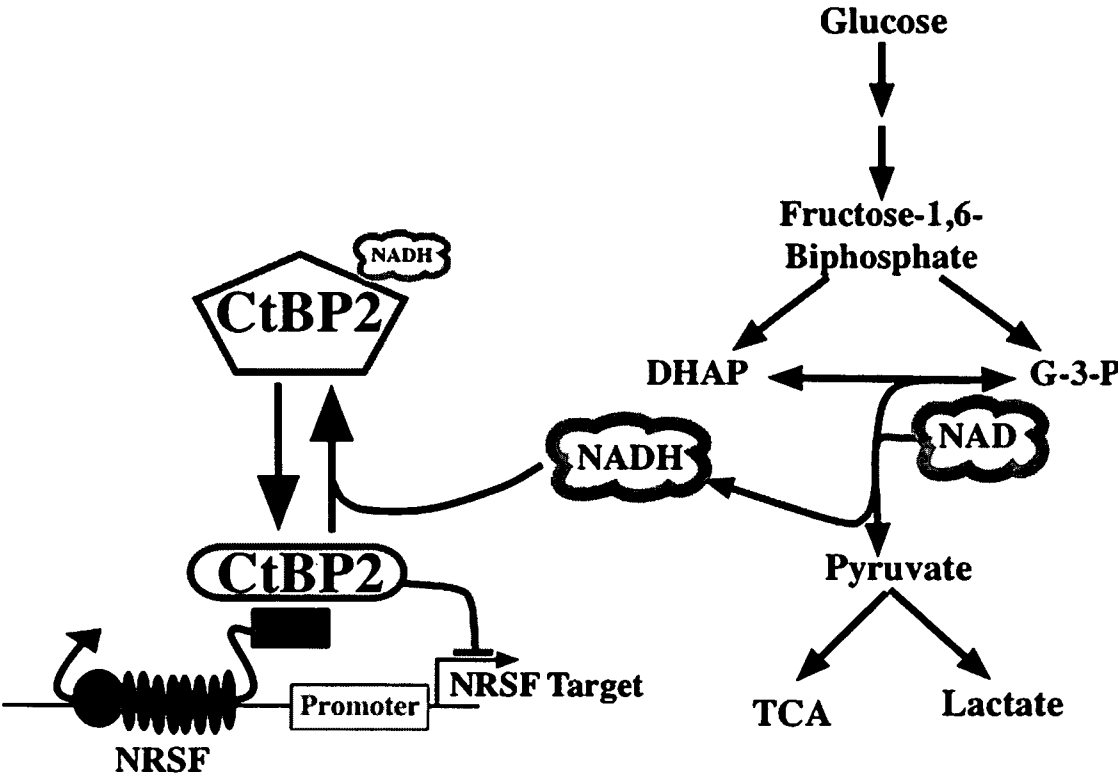 Glucose
Fructose-1,6-
Biphosphate
NADH
CtBP2
DHAP
G-3-P
NADH
NAD
CtBP2
Pyruvate
NRSF Target
Promoter
TCA
Lactate
NRSF